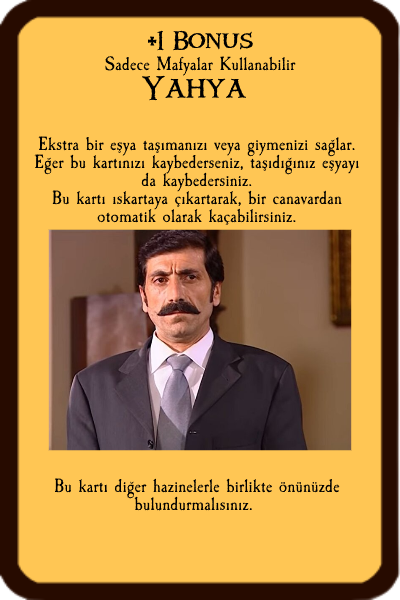 +1 Bonus
Sadece Mafyalar Kullanabilir
Yahya
Ekstra bir eşya taşımanızı veya giymenizi sağlar.
Eğer bu kartınızı kaybederseniz, taşıdığınız eşyayı
da kaybedersiniz.
Bu kartı ıskartaya çıkartarak, bir canavardan
otomatik olarak kaçabilirsiniz.
Bu kartı diğer hazinelerle birlikte önünüzde
bulundurmalısınız.